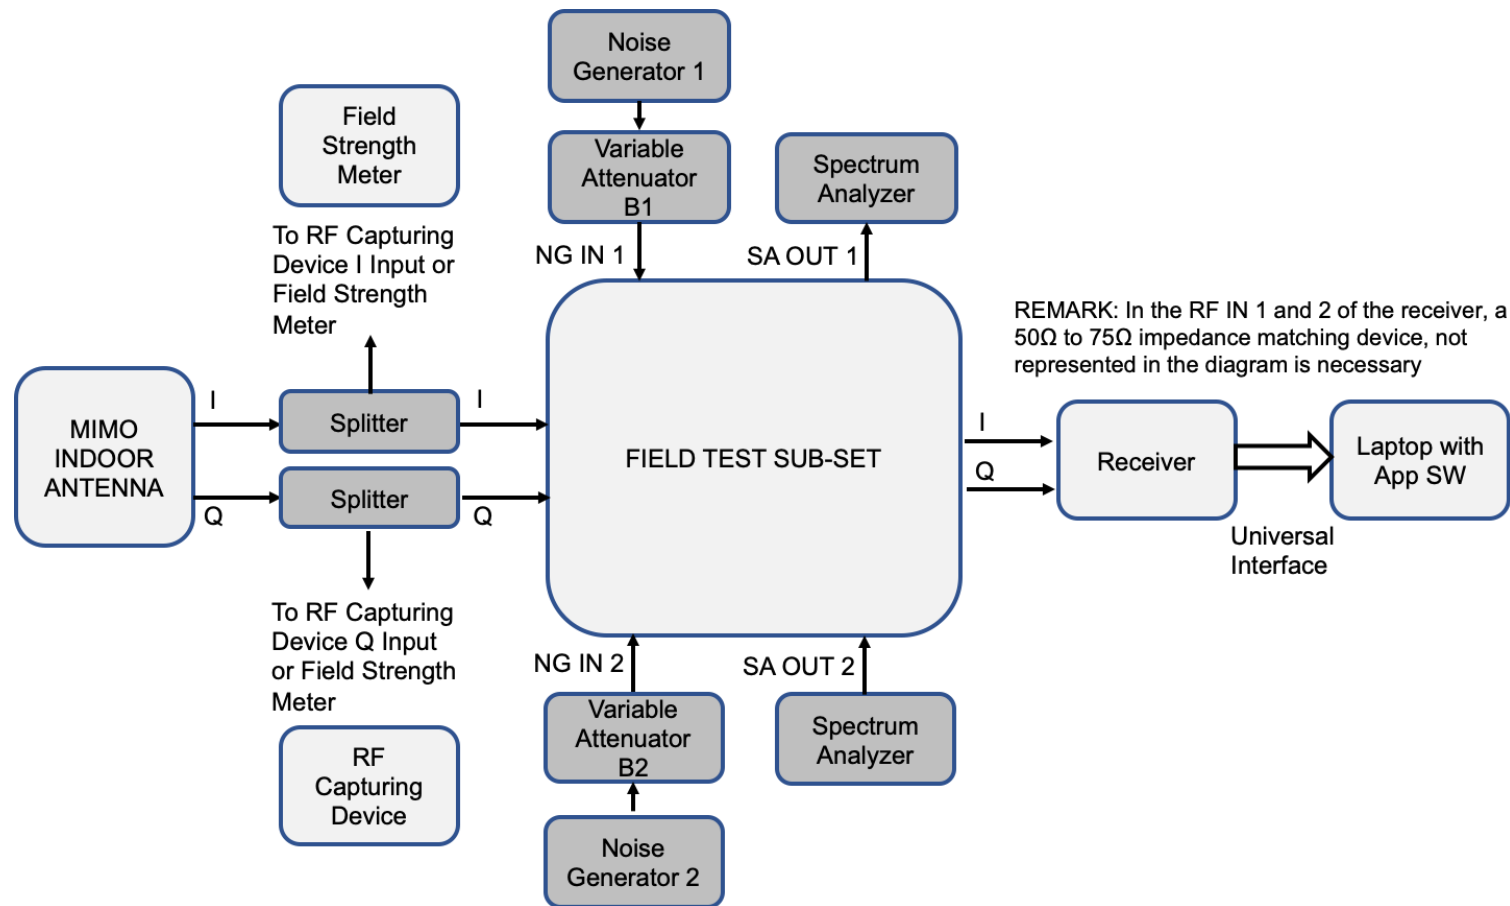 Noise
Generator 1
Field
Strength
Meter
Variable
Attenuator
B1
Spectrum
Analyzer
To RF Capturing
Device I Input or
Field Strength
Meter
NG IN 1
SA OUT 1
REMARK: In the RF IN 1 and 2 of the receiver, a
50Ω to 75Ω impedance matching device, not
represented in the diagram is necessary
MIMO
INDOOR
ANTENNA
I
Splitter
I
Q
Splitter
Q
FIELD TEST SUB-SET
I
Q
Receiver
Laptop with
App SW
Universal
Interface
To RF Capturing
Device Q Input
or Field Strength
Meter
NG IN 2
SA OUT 2
Variable
Attenuator
B2
Spectrum
Analyzer
RF
Capturing
Device
Noise
Generator 2